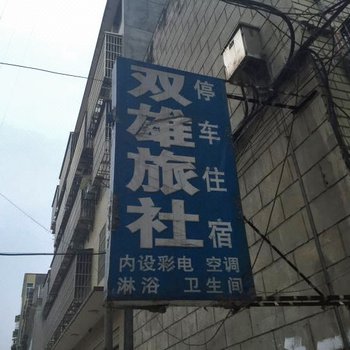 双雄旅社
停车住宿
内设彩电 空调
淋浴 卫生间